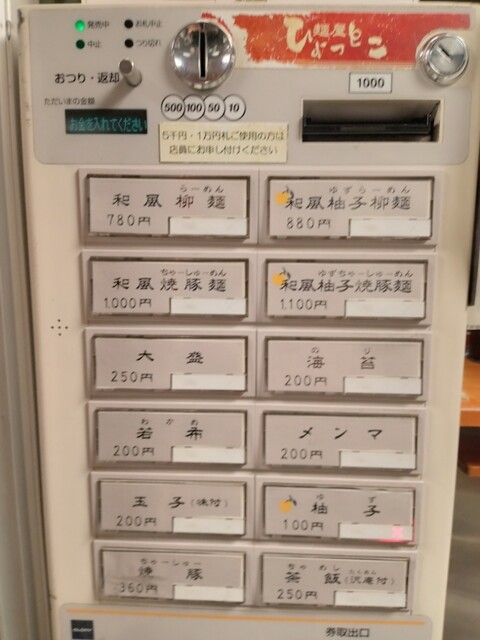 発売中 お札中止
中止 つり切れ
麺屋
ひょっとこ
おつり・返却
1000
ただいまの金額
お金を入れてください
500 100 50 10
5千円・1万円札ご使用の方は
店員にお申し付けください
らーめん
和風柳麺
780円
ゆずらーめん
和風柚子柳麺
880円
ちゃーしゅーめん
和風焼豚麺
1,000円
ゆずちゃーしゅーめん
和風柚子焼豚麺
1,100円
大盛
250円
のり
海苔
200円
わかめ
若布
200円
メンマ
200円
玉子(味付)
200円
ゆず
柚子
100円
ちゃーしゅー
焼豚
360円
ちゃめし たくあん
茶飯(沢庵付)
250円
券取出口